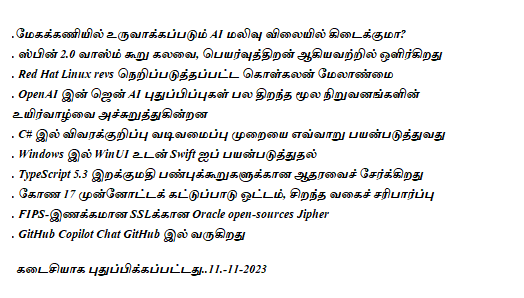 .மேகக்கணியில் உருவாக்கப்படும் AI மலிவு விலையில் கிடைக்குமா?
. ஸ்பின் 2.0 வாஸ்ம் கூறு கலவை, பெயர்வுத்திறன் ஆகியவற்றில் ஒளிர்கிறது
. Red Hat Linux revs நெறிப்படுத்தப்பட்ட கொள்கலன் மேலாண்மை
. OpenAI இன் ஜென் AI புதுப்பிப்புகள் பல திறந்த மூல நிறுவனங்களின்
உயிர்வாழ்வை அச்சுறுத்துகின்றன
. C# இல் விவரக்குறிப்பு வடிவமைப்பு முறையை எவ்வாறு பயன்படுத்துவது
. Windows இல் WinUI உடன் Swift ஐப் பயன்படுத்துதல்
. TypeScript 5.3 இறக்குமதி பண்புக்கூறுகளுக்கான ஆதரவைச் சேர்க்கிறது
. கோண 17 முன்னோட்டக் கட்டுப்பாடு ஓட்டம், சிறந்த வகைச் சரிபார்ப்பு
. FIPS-இணக்கமான SSLக்கான Oracle open-sources Jipher
. GitHub Copilot Chat GitHub இல் வருகிறது
கடைசியாக புதுப்பிக்கப்பட்டது..11.-11-2023